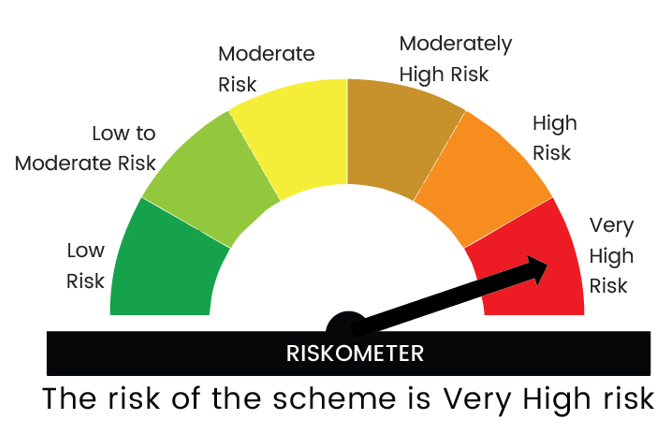 Moderate
Risk
Moderately
High Risk
Low to
Moderate Risk
High
Risk
Low
Risk
Very
High
Risk
RISKOMETER
The risk of the scheme is Very High risk